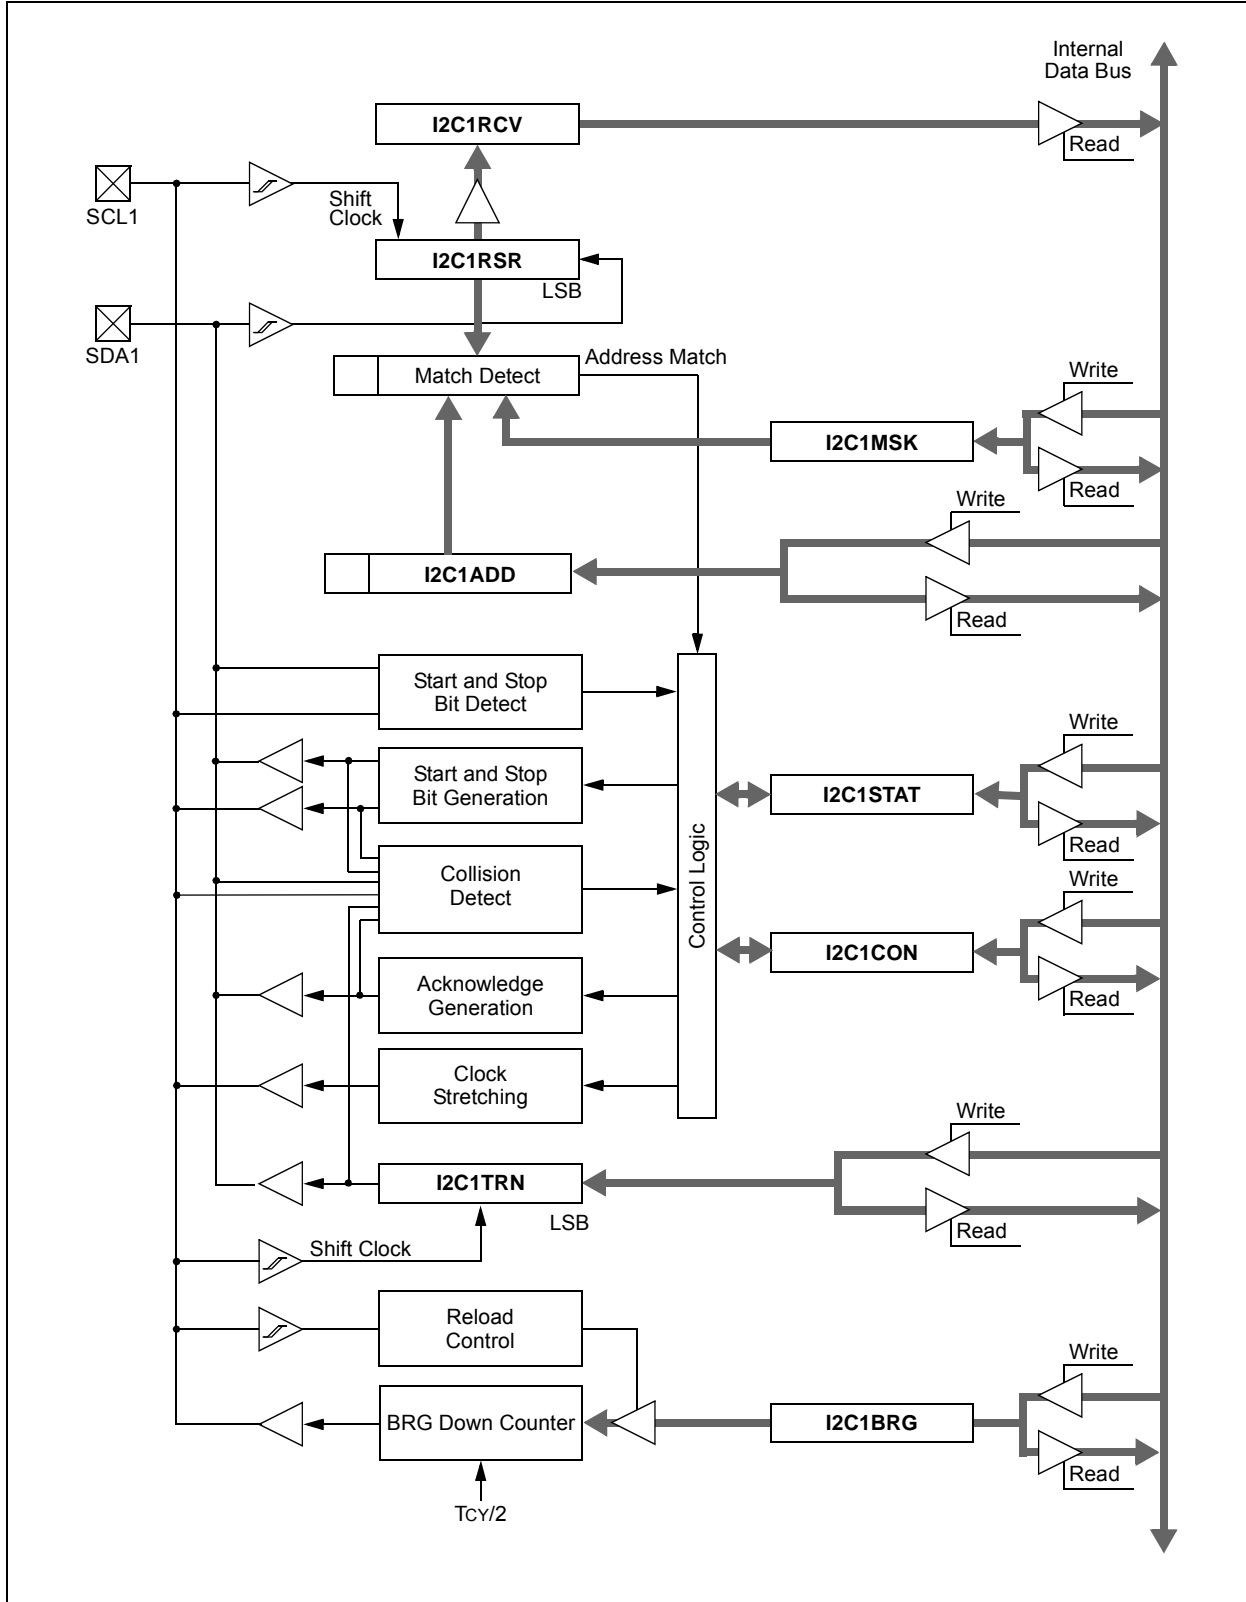 Internal
Data Bus
I2C1RCV
Read
SCL1
Shift
Clock
I2C1RSR
LSB
SDA1
Address Match
Match Detect
Write
I2C1MSK
Read
Write
I2C1ADD
Read
Start and Stop
Bit Detect
Write
Start and Stop
Bit Generation
I2C1STAT
Read
Control Logic
Collision
Detect
Write
I2C1CON
Acknowledge
Generation
Read
Clock
Stretching
Write
I2C1TRN
LSB
Read
Shift Clock
Reload
Control
Write
BRG Down Counter
I2C1BRG
Read
TCY/2